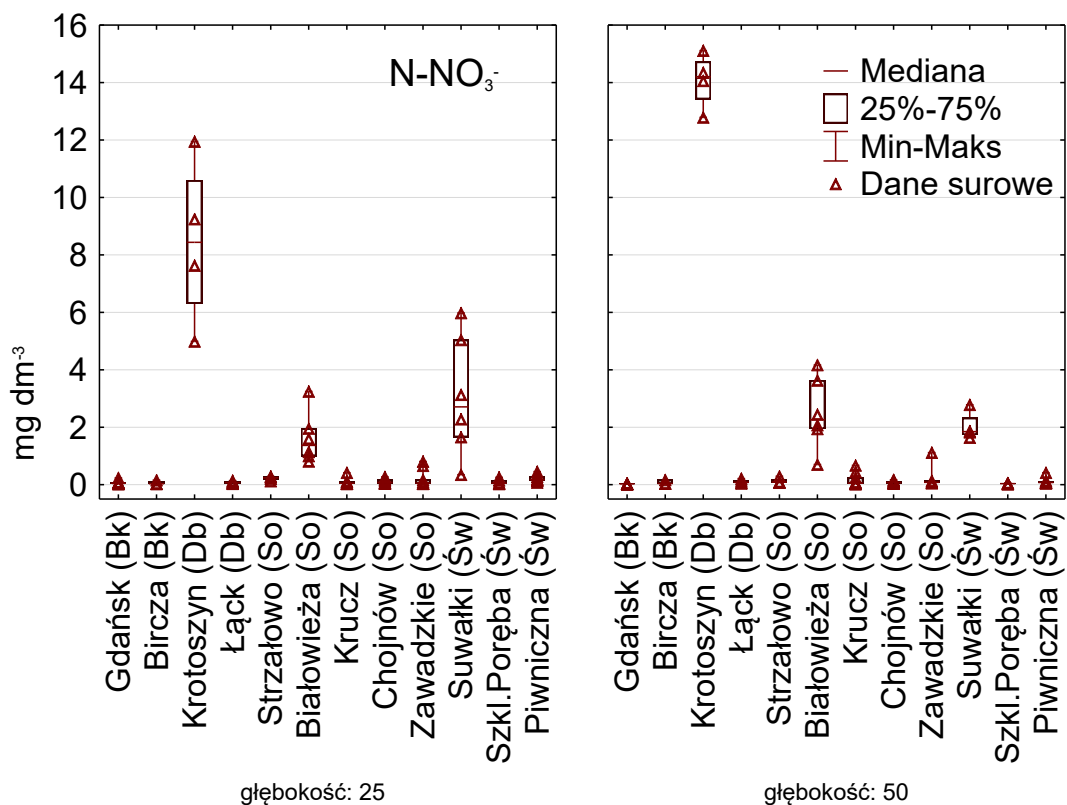 N-NO3-
Mediana
25%-75%
Min-Maks
Dane surowe
mg dm-3
16
14
12
10
8
6
4
2
0
Gdańsk (Bk)
Bircza (Bk)
Krotoszyn (Db)
Łąck (Db)
Strzałowo (So)
Białowieża (So)
Krucz (So)
Chojnów (So)
Zawadzkie (So)
Suwałki (Św)
Szkl.Poręba (Św)
Piwniczna (Św)
głębokość: 25
Gdańsk (Bk)
Bircza (Bk)
Krotoszyn (Db)
Łąck (Db)
Strzałowo (So)
Białowieża (So)
Krucz (So)
Chojnów (So)
Zawadzkie (So)
Suwałki (Św)
Szkl.Poręba (Św)
Piwniczna (Św)
głębokość: 50